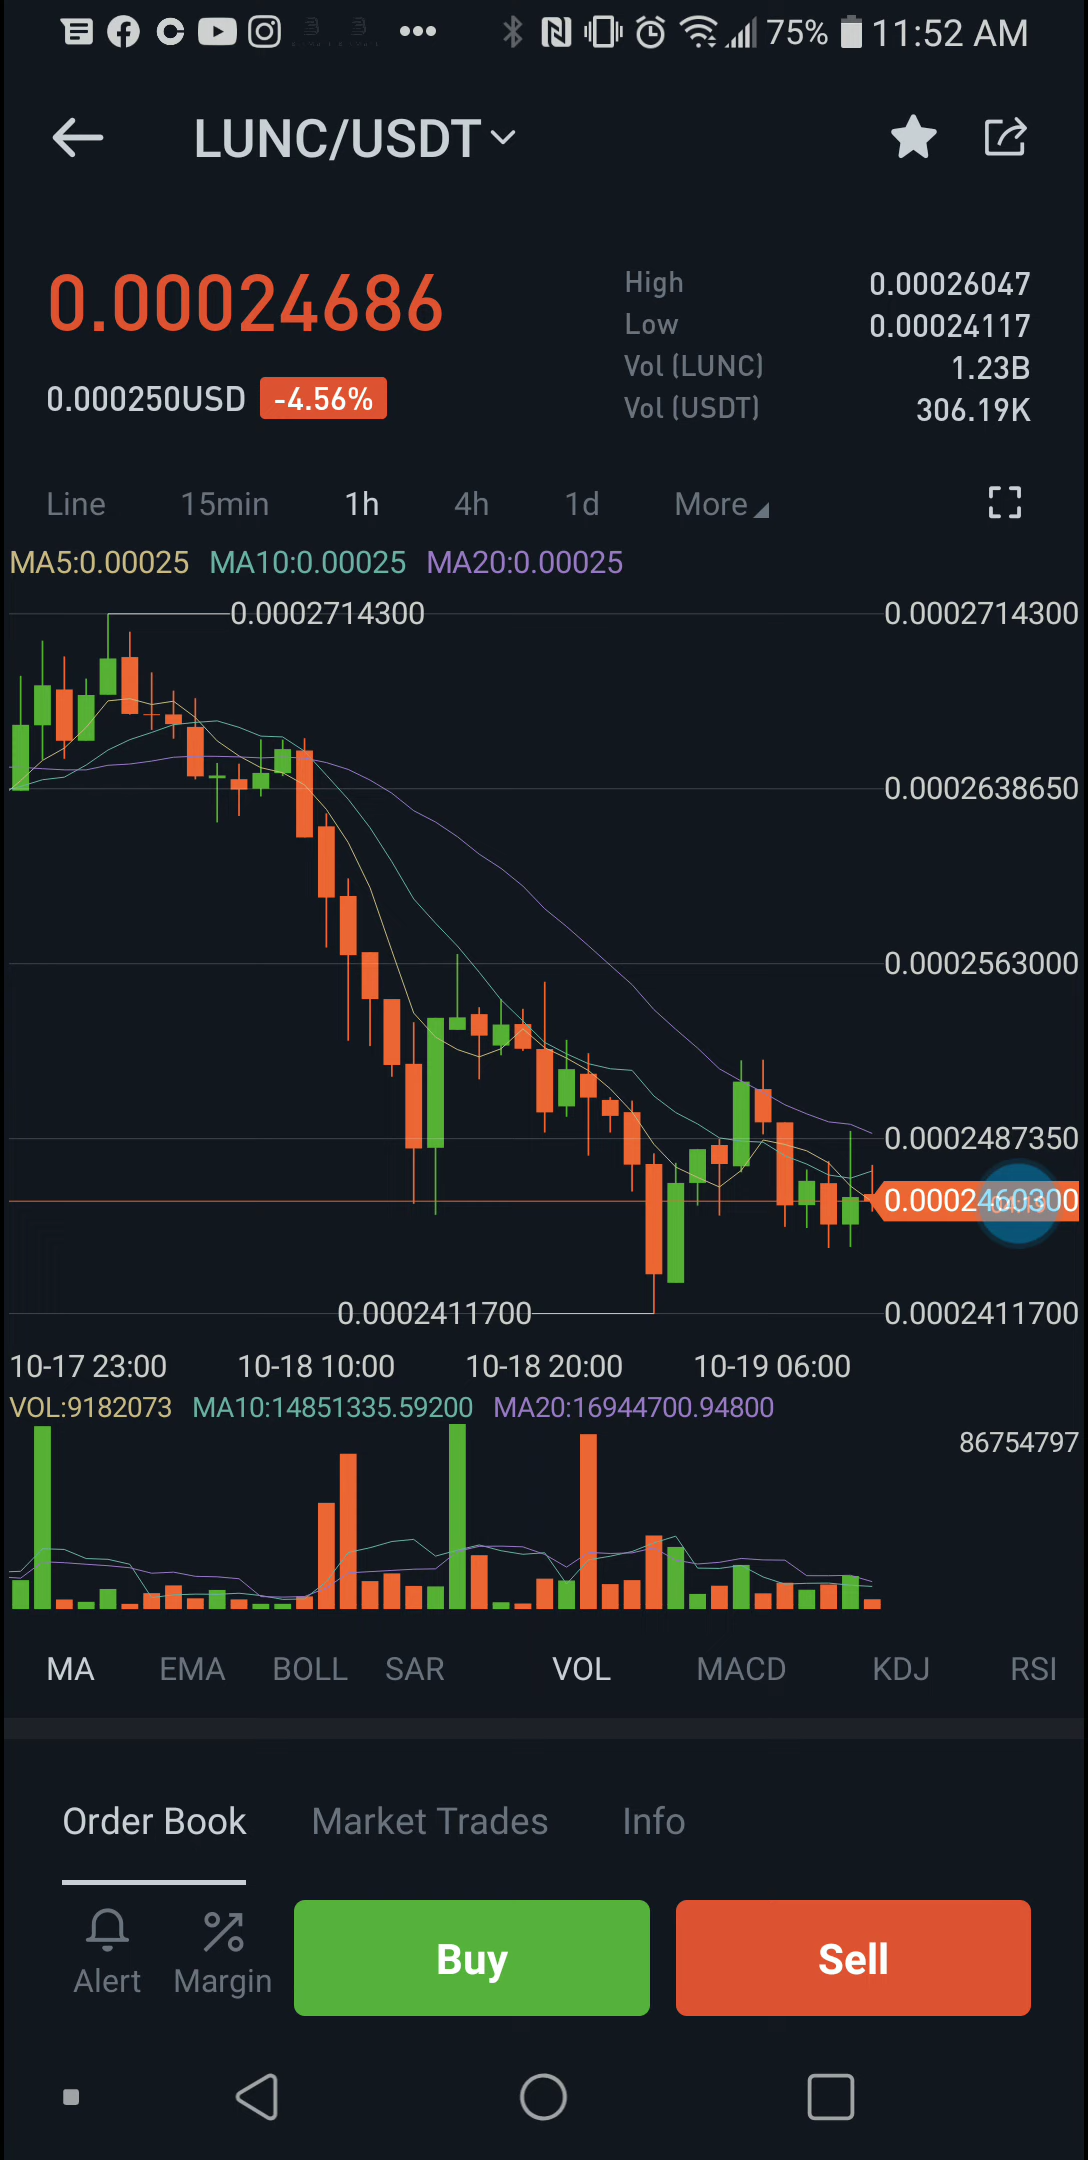 75% 11:52 AM
LUNC/USDT
0.00024686
0.000250USD -4.56%
High 0.00026047
Low 0.00024117
Vol (LUNC) 1.23B
Vol (USDT) 306.19K
Line 15min 1h 4h 1d More
MA5:0.00025 MA10:0.00025 MA20:0.00025
0.0002714300 0.0002714300
0.0002638650
0.0002563000
0.0002487350
0.0002460300
0.0002411700 0.0002411700
10-17 23:00 10-18 10:00 10-18 20:00 10-19 06:00
VOL:9182073 MA10:14851335.59200 MA20:16944700.94800
86754797
MA EMA BOLL SAR VOL MACD KDJ RSI
Order Book Market Trades Info
Alert Margin Buy Sell